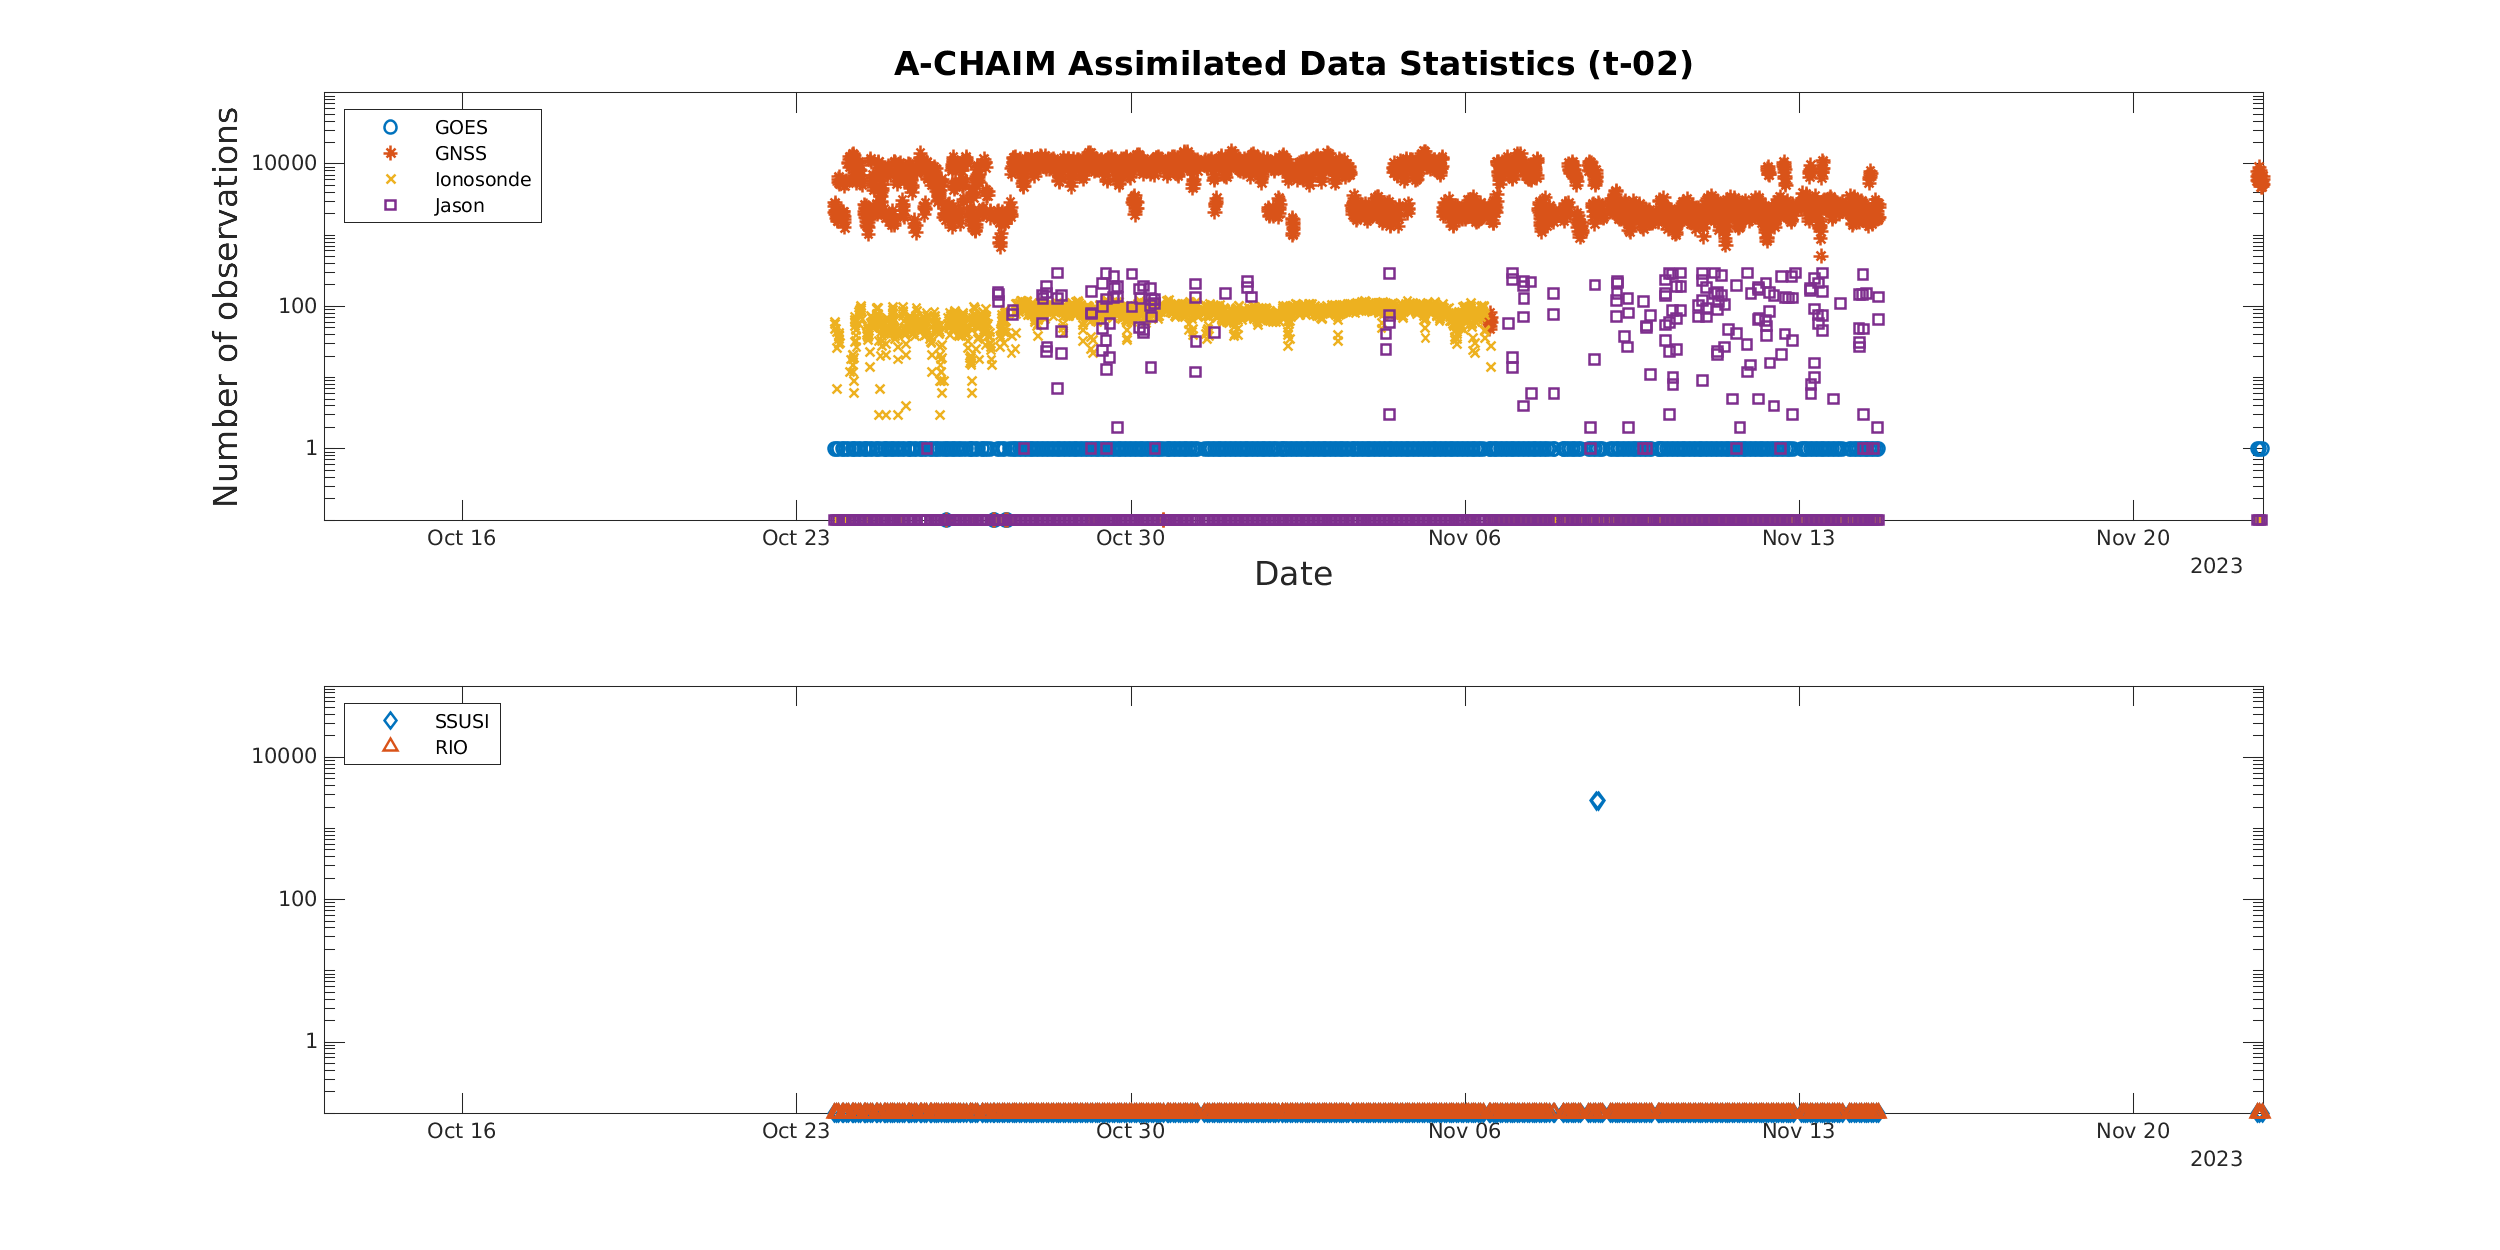 A-CHAIM Assimilated Data Statistics (t-02)
Number of observations
10000
100
1
GOES
GNSS
Ionosonde
Jason
Oct 16
Oct 23
Oct 30
Nov 06
Nov 13
Nov 20
2023
Date
10000
100
1
SSUSI
RIO
Oct 16
Oct 23
Oct 30
Nov 06
Nov 13
Nov 20
2023